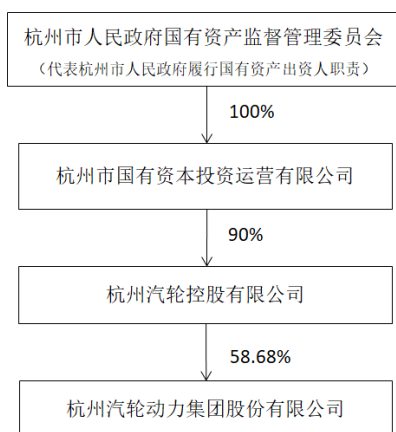 杭州市人民政府国有资产监督管理委员会
（代表杭州市人民政府履行国有资产出资人职责）
100%
杭州市国有资本投资运营有限公司
90%
杭州汽轮控股有限公司
58.68%
杭州汽轮动力集团股份有限公司